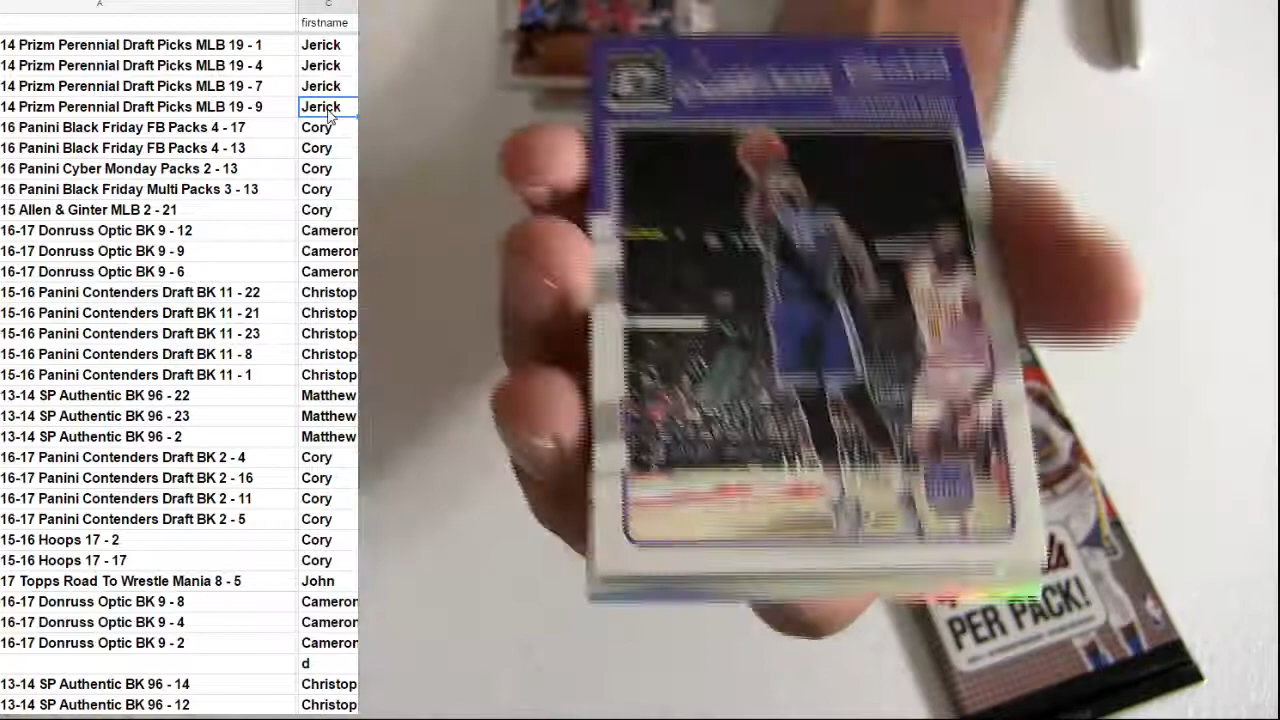 A C
firstname
14 Prizm Perennial Draft Picks MLB 19 - 1 Jerick
14 Prizm Perennial Draft Picks MLB 19 - 4 Jerick
14 Prizm Perennial Draft Picks MLB 19 - 7 Jerick
14 Prizm Perennial Draft Picks MLB 19 - 9 Jerick
16 Panini Black Friday FB Packs 4 - 17 Cory
16 Panini Black Friday FB Packs 4 - 13 Cory
16 Panini Cyber Monday Packs 2 - 13 Cory
16 Panini Black Friday Multi Packs 3 - 13 Cory
15 Allen & Ginter MLB 2 - 21 Cory
16-17 Donruss Optic BK 9 - 12 Cameron
16-17 Donruss Optic BK 9 - 9 Cameron
16-17 Donruss Optic BK 9 - 6 Cameron
15-16 Panini Contenders Draft BK 11 - 22 Christop
15-16 Panini Contenders Draft BK 11 - 21 Christop
15-16 Panini Contenders Draft BK 11 - 23 Christop
15-16 Panini Contenders Draft BK 11 - 8 Christop
15-16 Panini Contenders Draft BK 11 - 1 Christop
13-14 SP Authentic BK 96 - 22 Matthew
13-14 SP Authentic BK 96 - 23 Matthew
13-14 SP Authentic BK 96 - 2 Matthew
16-17 Panini Contenders Draft BK 2 - 4 Cory
16-17 Panini Contenders Draft BK 2 - 16 Cory
16-17 Panini Contenders Draft BK 2 - 11 Cory
16-17 Panini Contenders Draft BK 2 - 5 Cory
15-16 Hoops 17 - 2 Cory
15-16 Hoops 17 - 17 Cory
17 Topps Road To Wrestle Mania 8 - 5 John
16-17 Donruss Optic BK 9 - 8 Cameron
16-17 Donruss Optic BK 9 - 4 Cameron
16-17 Donruss Optic BK 9 - 2 Cameron
d
13-14 SP Authentic BK 96 - 14 Christop
13-14 SP Authentic BK 96 - 12 Christop
PER PACK!